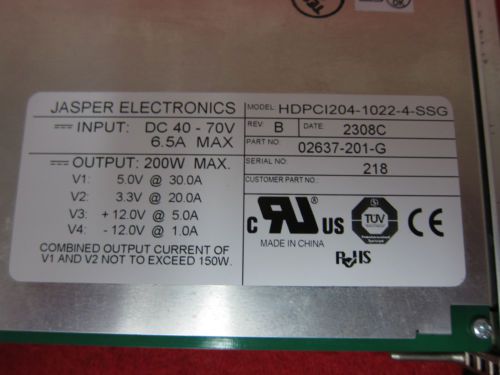 JASPER ELECTRONICS
INPUT: DC 40 - 70V
6.5A MAX
OUTPUT: 200W MAX.
V1: 5.0V @ 30.0A
V2: 3.3V @ 20.0A
V3: + 12.0V @ 5.0A
V4: - 12.0V @ 1.0A
COMBINED OUTPUT CURRENT OF
V1 AND V2 NOT TO EXCEED 150W.
MODEL: HDPCI204-1022-4-SSG
REV. B DATE 2308C
PART NO: 02637-201-G
SERIAL NO: 218
CUSTOMER PART NO:
C RU US
MADE IN CHINA
TÜV
RoHS